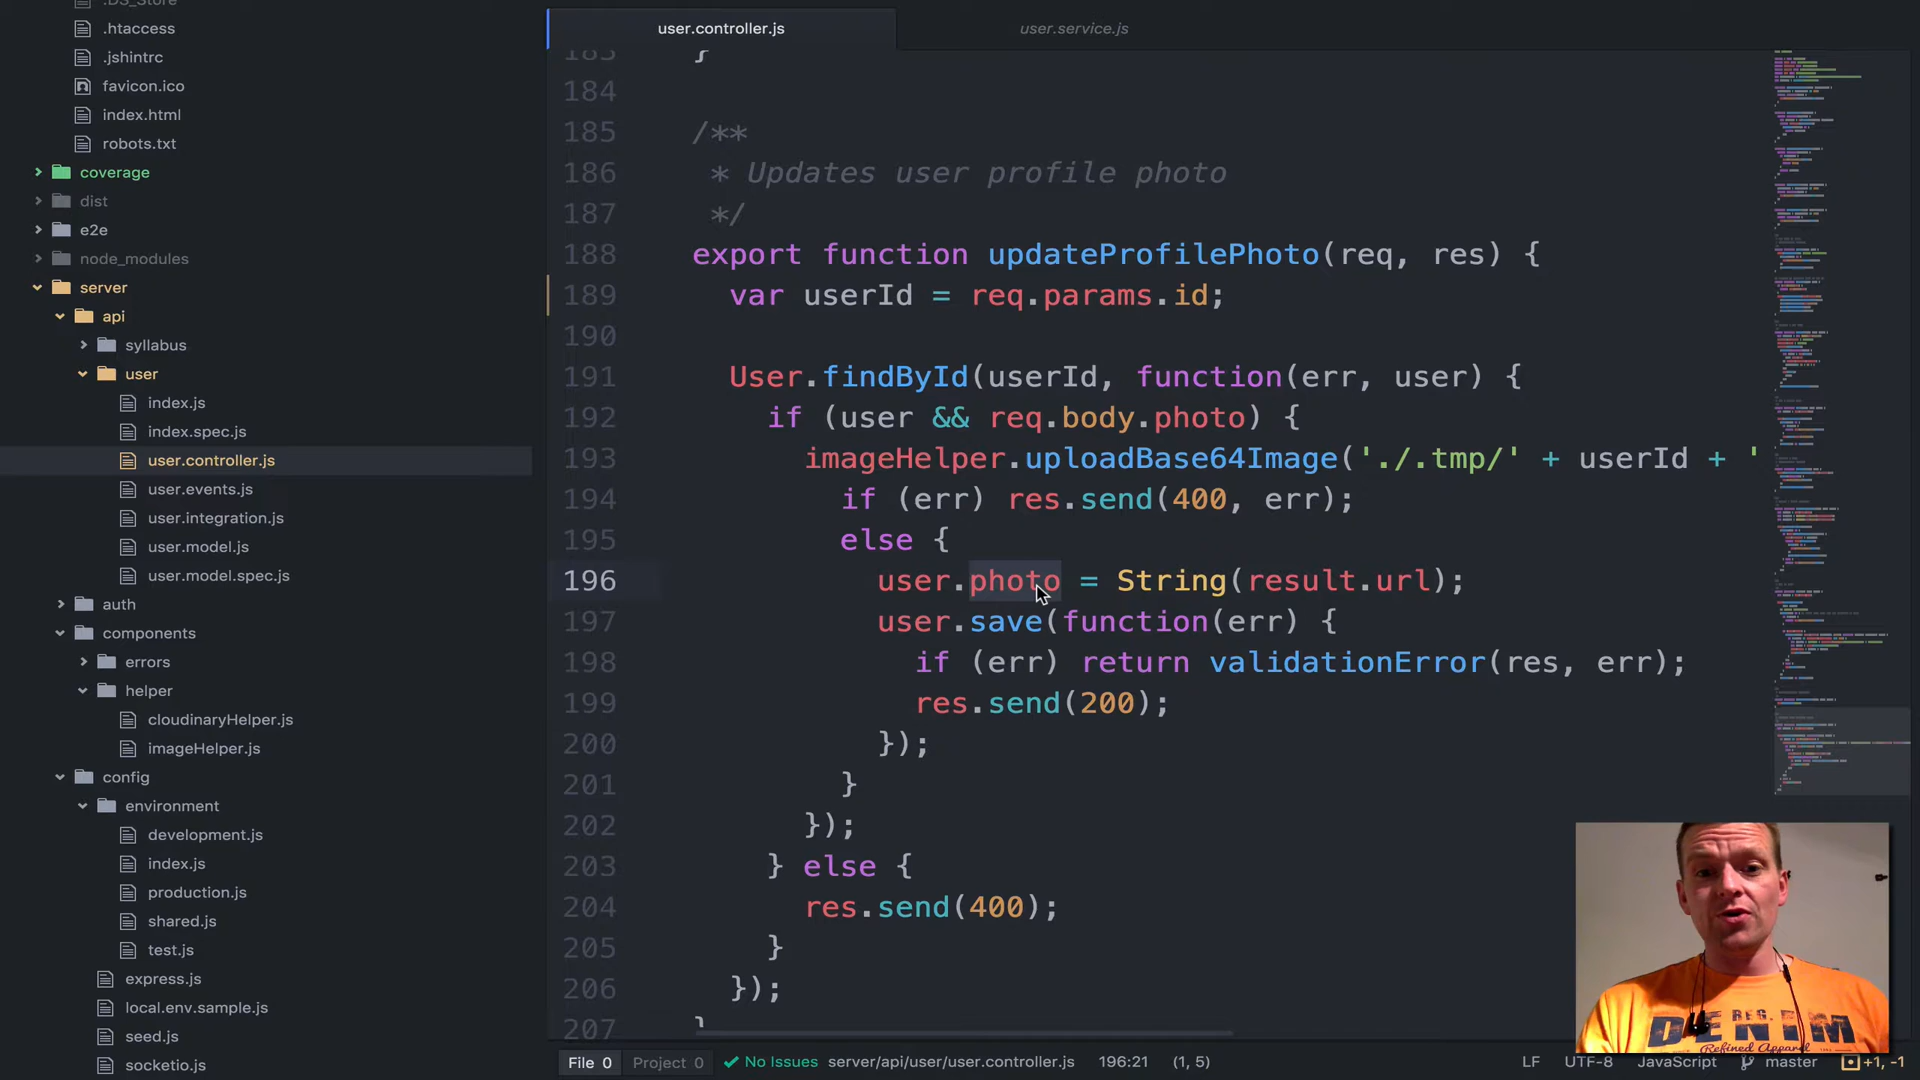 .DS_Store
.htaccess
.jshintrc
favicon.ico
index.html
robots.txt
coverage
dist
e2e
node_modules
server
api
syllabus
user
index.js
index.spec.js
user.controller.js
user.events.js
user.integration.js
user.model.js
user.model.spec.js
auth
components
errors
helper
cloudinaryHelper.js
imageHelper.js
config
environment
development.js
index.js
production.js
shared.js
test.js
express.js
local.env.sample.js
seed.js
socketio.js
user.controller.js
user.service.js
183 }
184
185 /**
186 * Updates user profile photo
187 */
188 export function updateProfilePhoto(req, res) {
189 var userId = req.params.id;
190
191 User.findById(userId, function(err, user) {
192 if (user && req.body.photo) {
193 imageHelper.uploadBase64Image('./.tmp/' + userId + '
194 if (err) res.send(400, err);
195 else {
196 user.photo = String(result.url);
197 user.save(function(err) {
198 if (err) return validationError(res, err);
199 res.send(200);
200 });
201 }
202 });
203 } else {
204 res.send(400);
205 }
206 });
207 }
File 0 Project 0 No Issues server/api/user/user.controller.js 196:21 (1, 5) LF UTF-8 JavaScript master +1, -1
DENIM
Refined Apparel